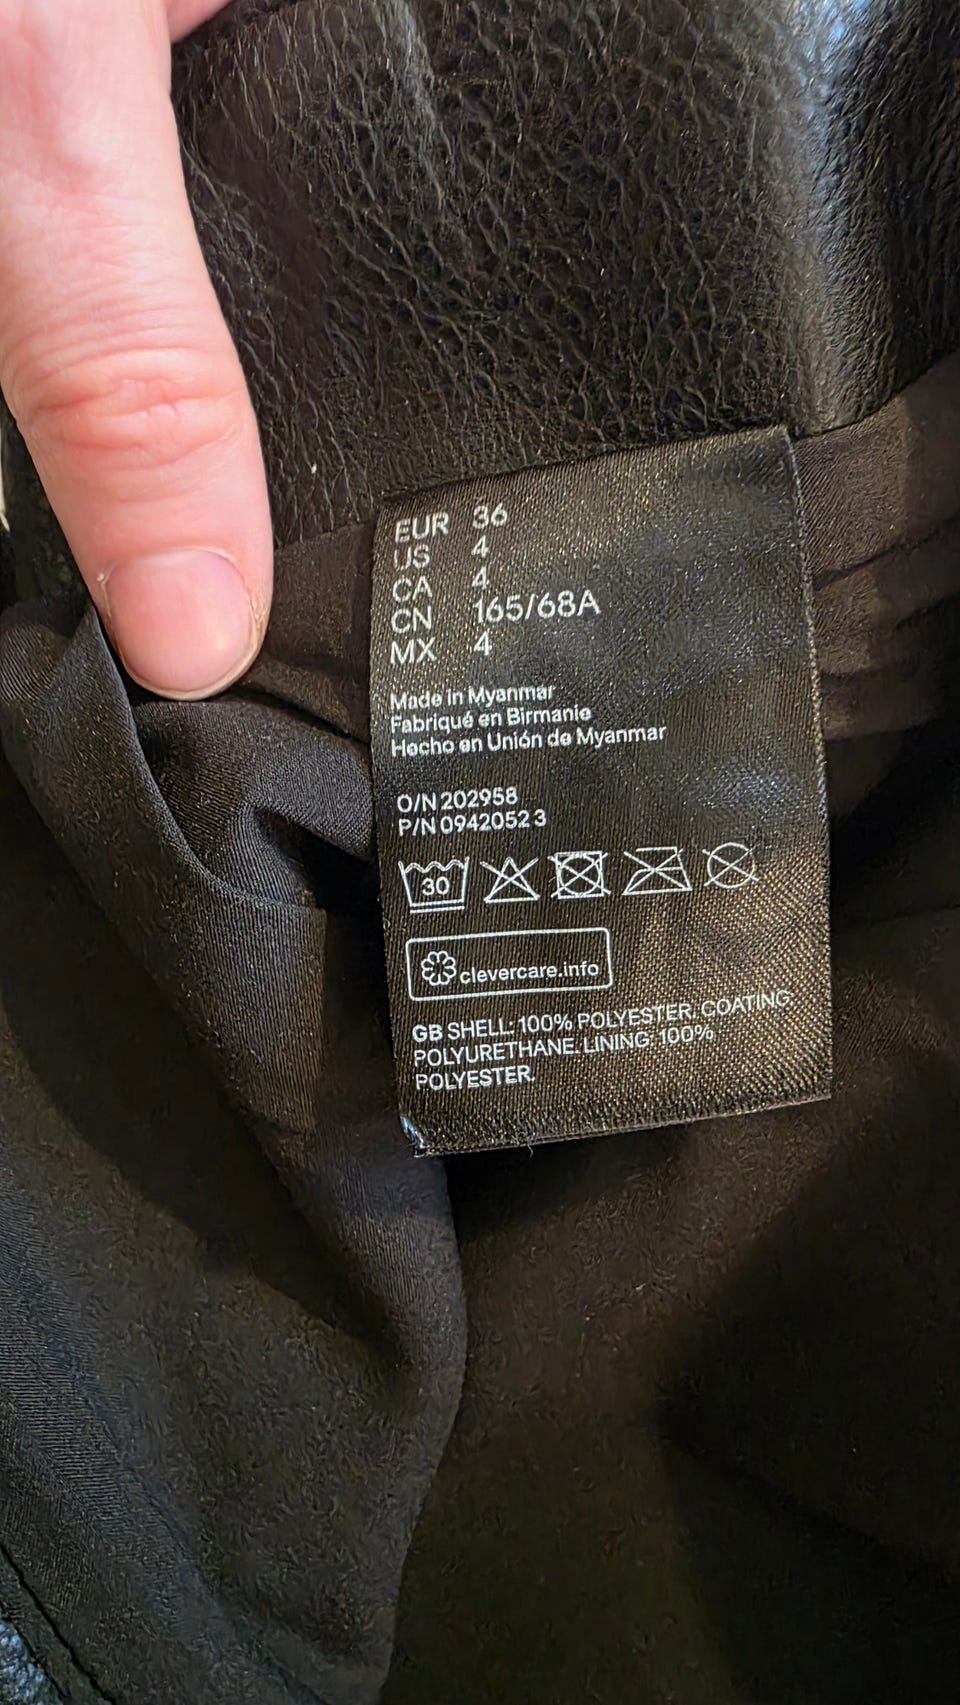 EUR 36
US 4
CA 4
CN 165/68A
MX 4
Made in Myanmar
Fabriqué en Birmanie
Hecho en Unión de Myanmar
O/N 202958
P/N 0942052 3
30
clevercare.info
GB SHELL: 100% POLYESTER. COATING:
POLYURETHANE. LINING: 100%
POLYESTER.